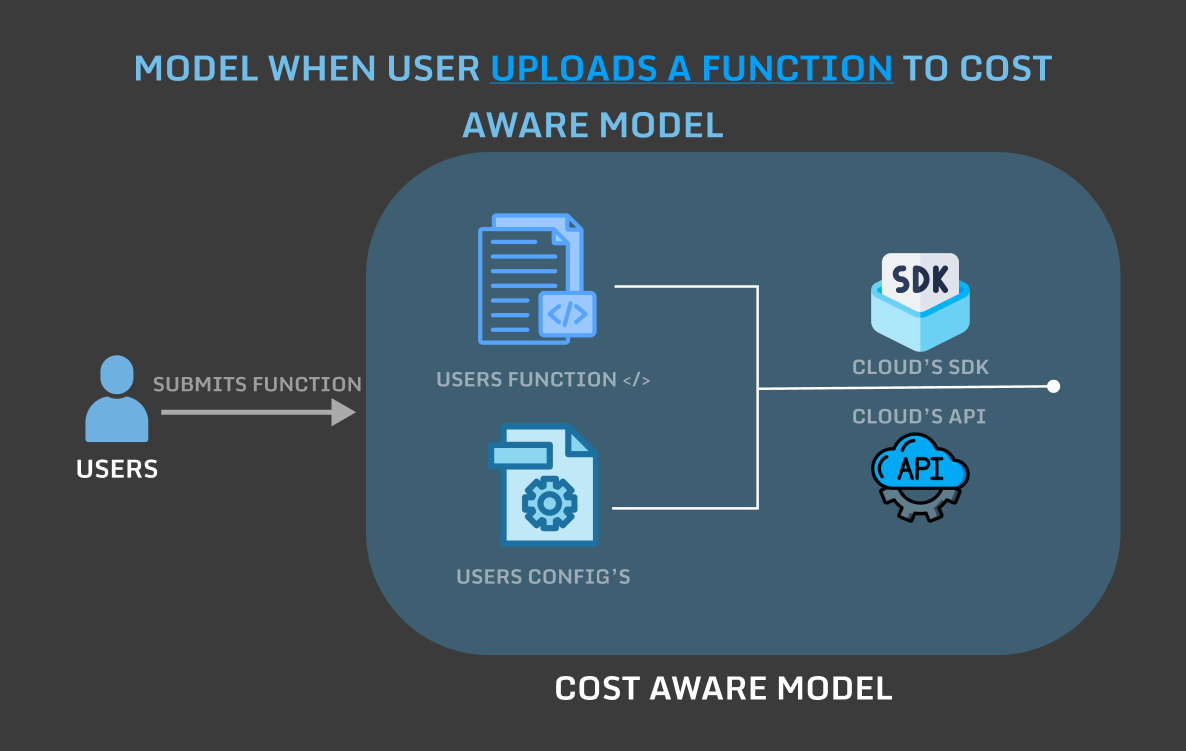 MODEL WHEN USER UPLOADS A FUNCTION TO COST
AWARE MODEL
SDK
CLOUD'S SDK
USERS FUNCTION </>
SUBMITS FUNCTION
CLOUD'S API
API
USERS
USERS CONFIG'S
COST AWARE MODEL